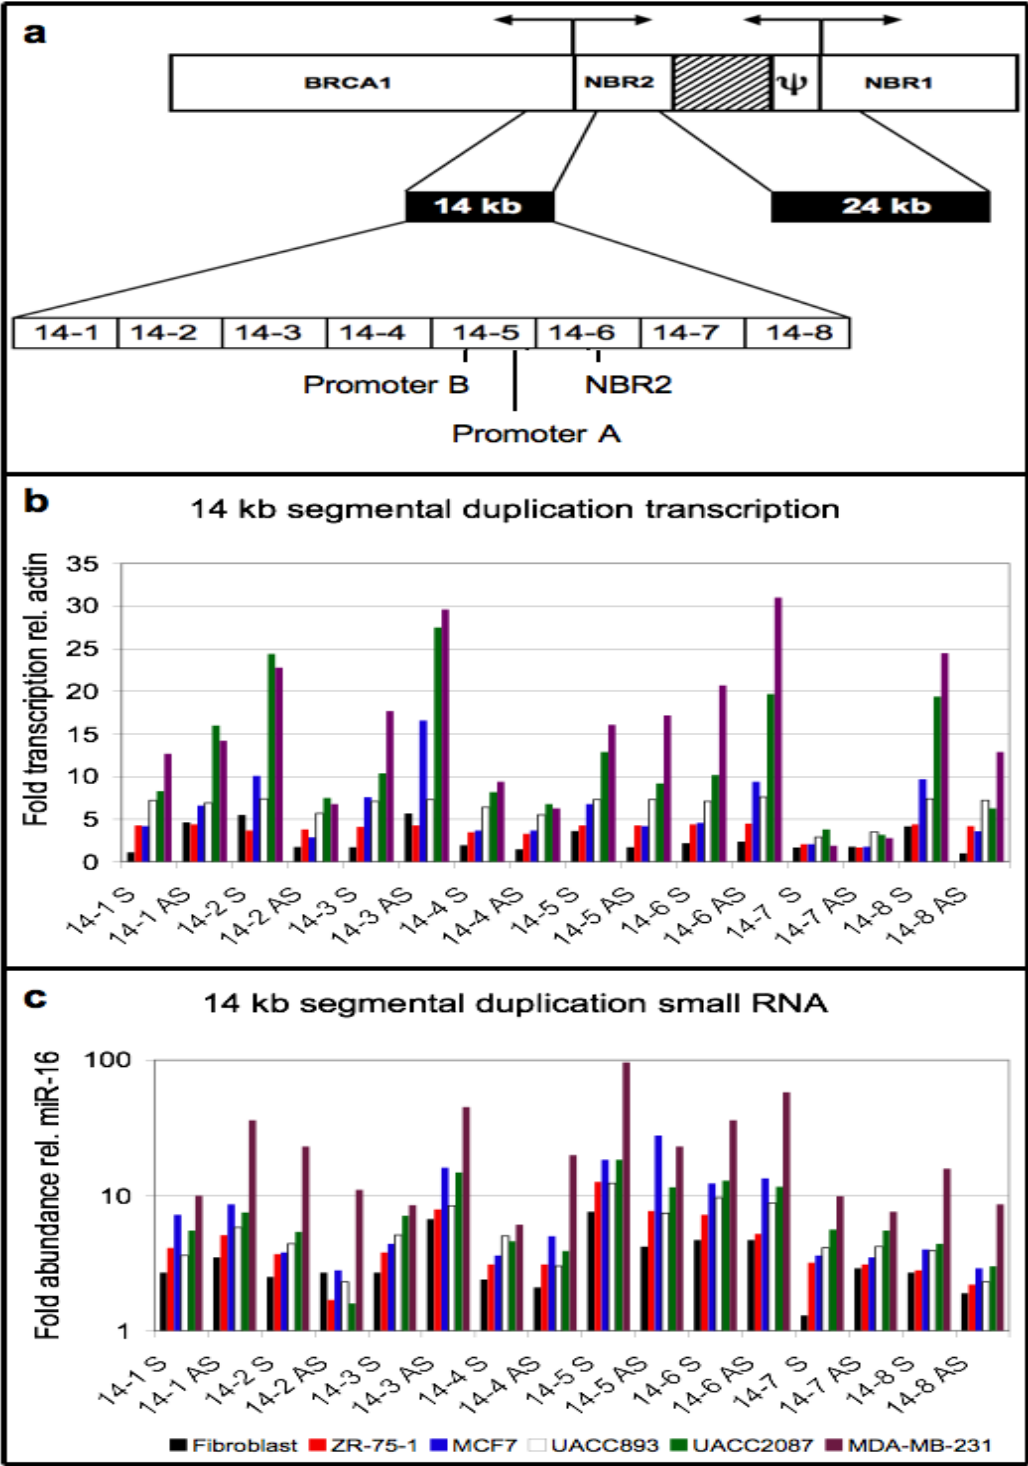 a
BRCA1 NBR2 ψ NBR1
14 kb 24 kb
14-1 14-2 14-3 14-4 14-5 14-6 14-7 14-8
Promoter B NBR2
Promoter A
b
14 kb segmental duplication transcription
Fold transcription rel. actin
35
30
25
20
15
10
5
0
14-1 S 14-1 AS 14-2 S 14-2 AS 14-3 S 14-3 AS 14-4 S 14-4 AS 14-5 S 14-5 AS 14-6 S 14-6 AS 14-7 S 14-7 AS 14-8 S 14-8 AS
c
14 kb segmental duplication small RNA
Fold abundance rel. miR-16
100
10
1
14-1 S 14-1 AS 14-2 S 14-2 AS 14-3 S 14-3 AS 14-4 S 14-4 AS 14-5 S 14-5 AS 14-6 S 14-6 AS 14-7 S 14-7 AS 14-8 S 14-8 AS
Fibroblast ZR-75-1 MCF7 UACC893 UACC2087 MDA-MB-231